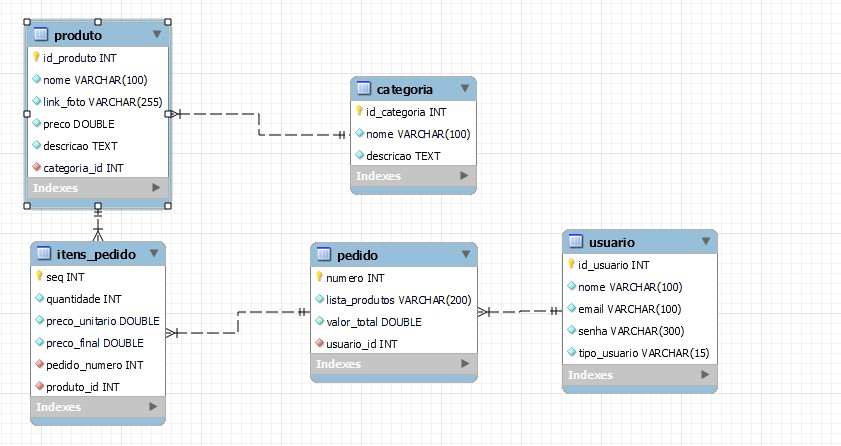 produto
id_produto INT
nome VARCHAR(100)
link_foto VARCHAR(255)
preco DOUBLE
descricao TEXT
categoria_id INT
Indexes
categoria
id_categoria INT
nome VARCHAR(100)
descricao TEXT
Indexes
itens_pedido
seq INT
quantidade INT
preco_unitario DOUBLE
preco_final DOUBLE
pedido_numero INT
produto_id INT
Indexes
pedido
numero INT
lista_produtos VARCHAR(200)
valor_total DOUBLE
usuario_id INT
Indexes
usuario
id_usuario INT
nome VARCHAR(100)
email VARCHAR(100)
senha VARCHAR(300)
tipo_usuario VARCHAR(15)
Indexes